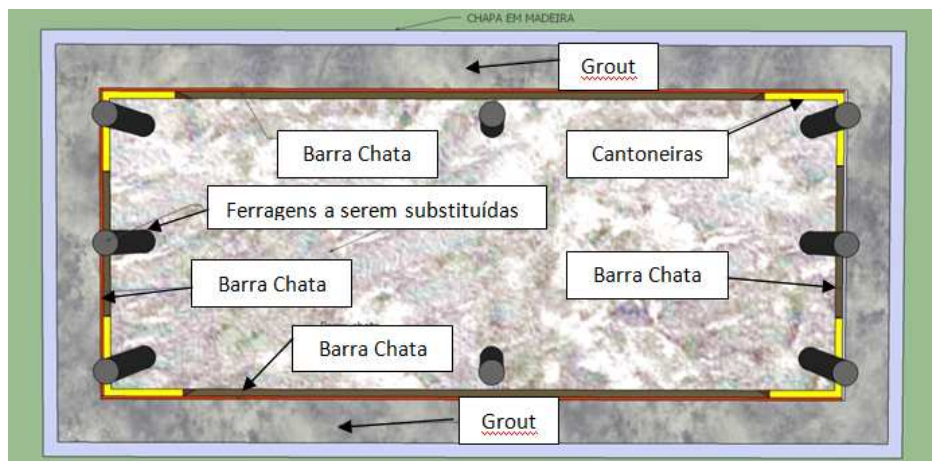 CHAPA EM MADEIRA
Grout
Barra Chata
Cantoneiras
Ferragens a serem substituídas
Barra Chata
Barra Chata
Barra Chata
Grout